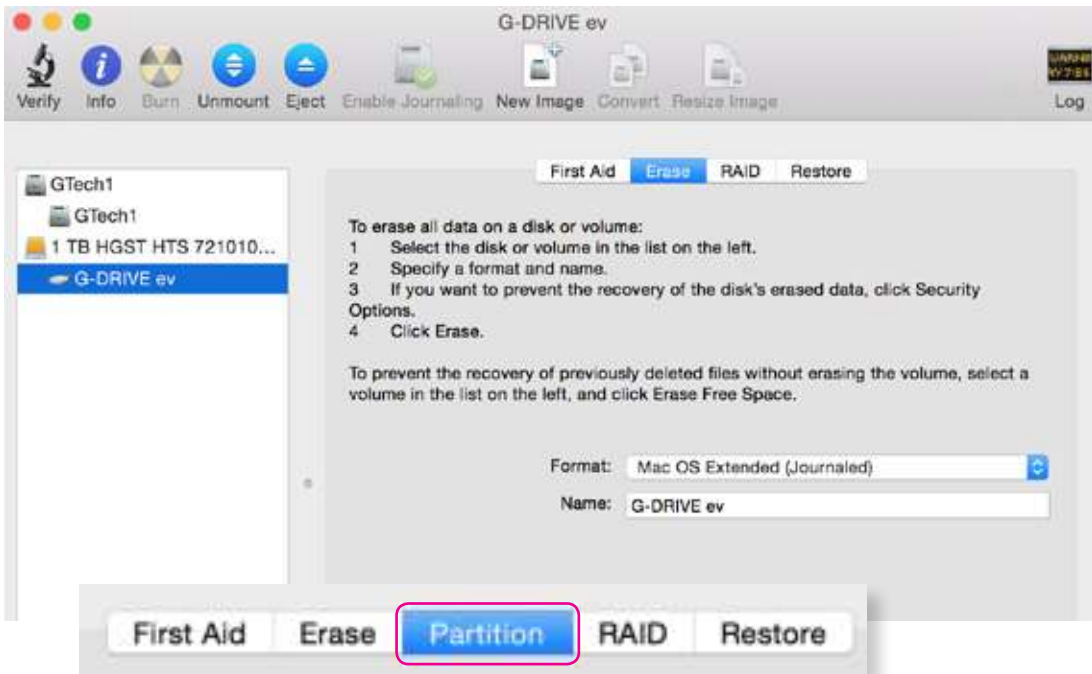 G-DRIVE ev
Verify Info Burn Unmount Eject Enable Journaling New Image Convert Resize Image Log
First Aid Erase RAID Restore
GTech1
GTech1
1 TB HGST HTS 721010...
G-DRIVE ev
To erase all data on a disk or volume:
1 Select the disk or volume in the list on the left.
2 Specify a format and name.
3 If you want to prevent the recovery of the disk's erased data, click Security
Options.
4 Click Erase.
To prevent the recovery of previously deleted files without erasing the volume, select a
volume in the list on the left, and click Erase Free Space.
Format: Mac OS Extended (Journaled)
Name: G-DRIVE ev
First Aid Erase Partition RAID Restore